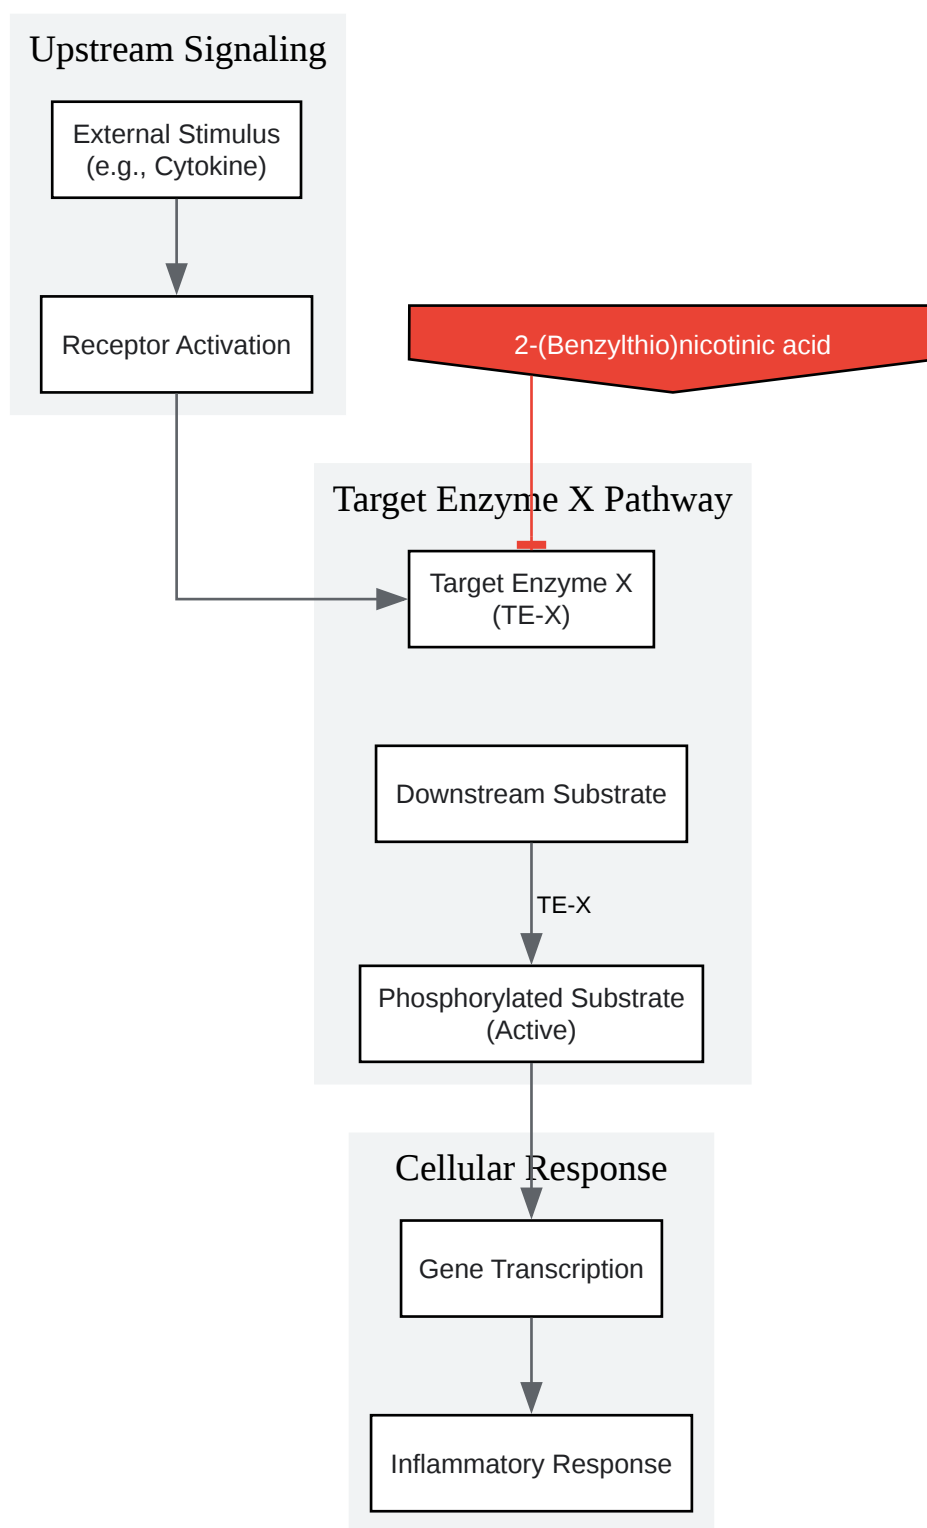 Upstream Signaling
External Stimulus
(e.g., Cytokine)
Receptor Activation
2-(Benzylthio)nicotinic acid
Target Enzyme X Pathway
Target Enzyme X
(TE-X)
Downstream Substrate
TE-X
Phosphorylated Substrate
(Active)
Cellular Response
Gene Transcription
Inflammatory Response